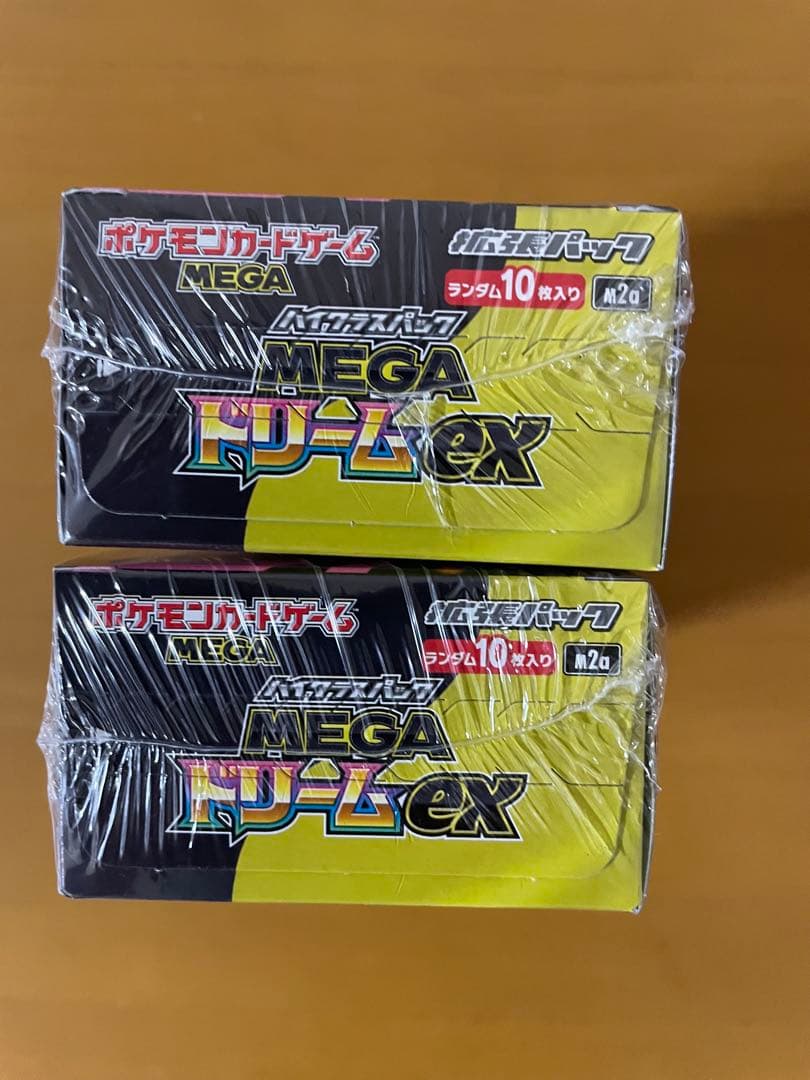 ポケモンカードゲーム
MEGA
拡張パック
ランダム10枚入り M2a
ハイクラスパック
MEGA
ドリームex
ポケモンカードゲーム
MEGA
拡張パック
ランダム10枚入り M2a
ハイクラスパック
MEGA
ドリームex